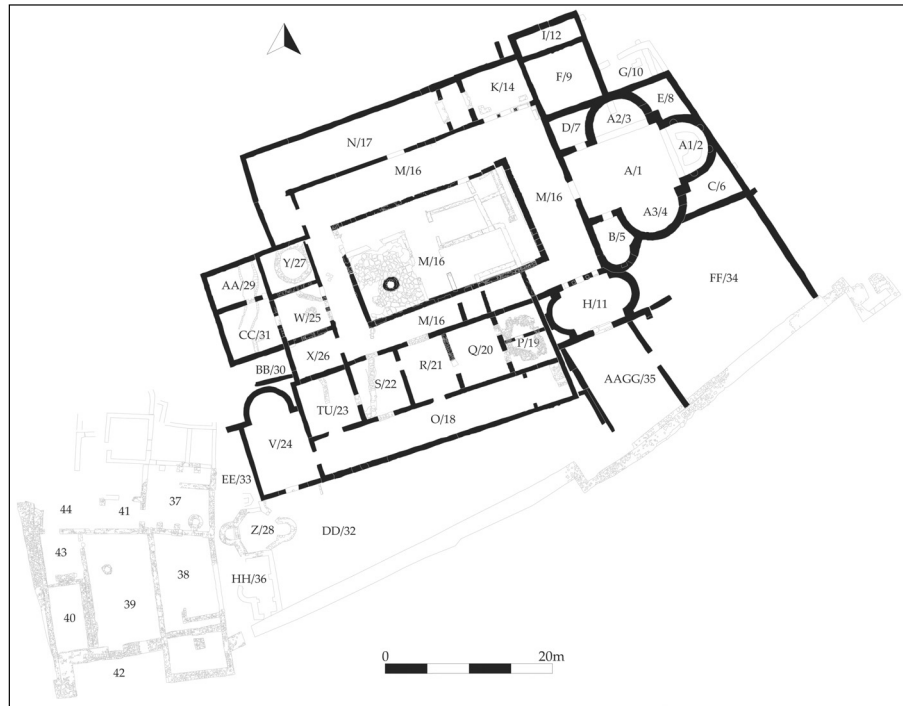 I/12
K/14
F/9
G/10
E/8
D/7
A2/3
N/17
A1/2
M/16
A/1
M/16
C/6
A3/4
B/5
Y/27
M/16
AA/29
FF/34
H/11
W/25
M/16
CC/31
P/19
X/26
Q/20
R/21
BB/30
S/22
AAGG/35
TU/23
O/18
V/24
EE/33
37
44
41
Z/28
DD/32
43
38
HH/36
39
40
0
20m
42